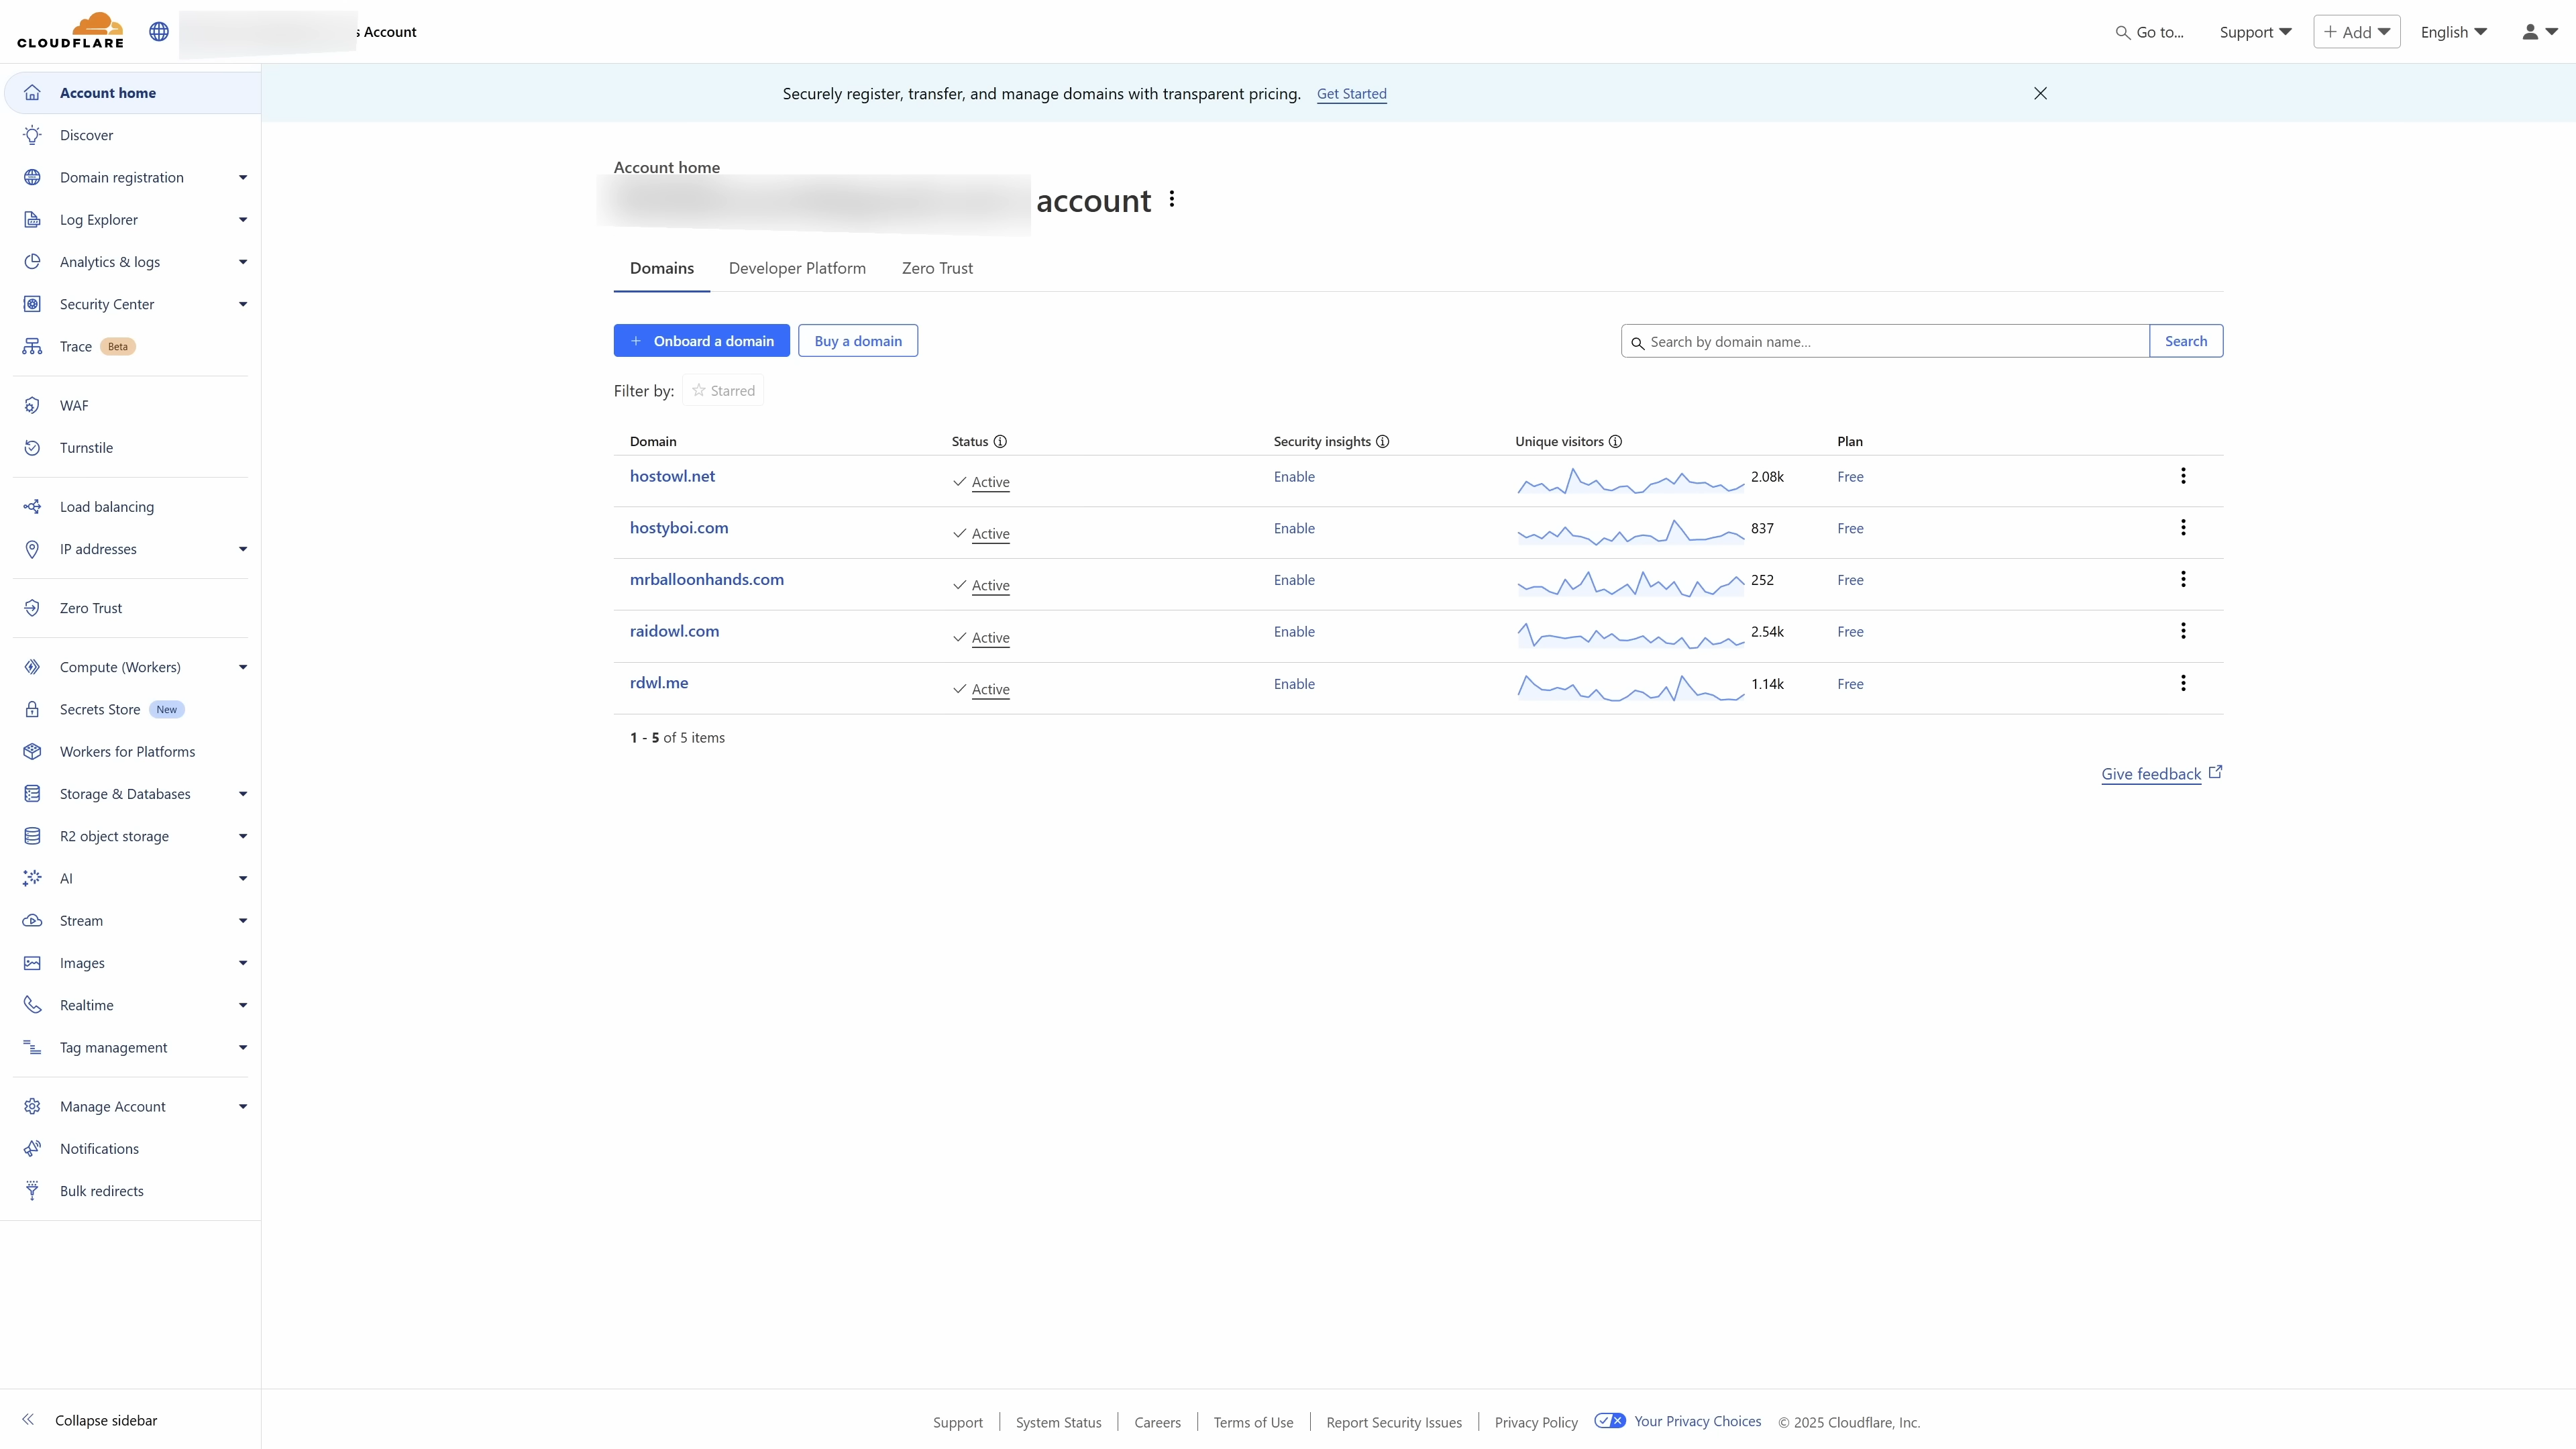 CLOUDFLARE
s Account
Go to...
Support
Add
English
Account home
Discover
Domain registration
Log Explorer
Analytics & logs
Security Center
Trace Beta
WAF
Turnstile
Load balancing
IP addresses
Zero Trust
Compute (Workers)
Secrets Store New
Workers for Platforms
Storage & Databases
R2 object storage
AI
Stream
Images
Realtime
Tag management
Manage Account
Notifications
Bulk redirects
Collapse sidebar
Securely register, transfer, and manage domains with transparent pricing. Get Started
Account home
account
Domains Developer Platform Zero Trust
+ Onboard a domain Buy a domain
Search by domain name... Search
Filter by: Starred
Domain Status Security insights Unique visitors Plan
hostowl.net Active Enable 2.08k Free
hostyboi.com Active Enable 837 Free
mrballoonhands.com Active Enable 252 Free
raidowl.com Active Enable 2.54k Free
rdwl.me Active Enable 1.14k Free
1 - 5 of 5 items
Give feedback
Support System Status Careers Terms of Use Report Security Issues Privacy Policy Your Privacy Choices © 2025 Cloudflare, Inc.